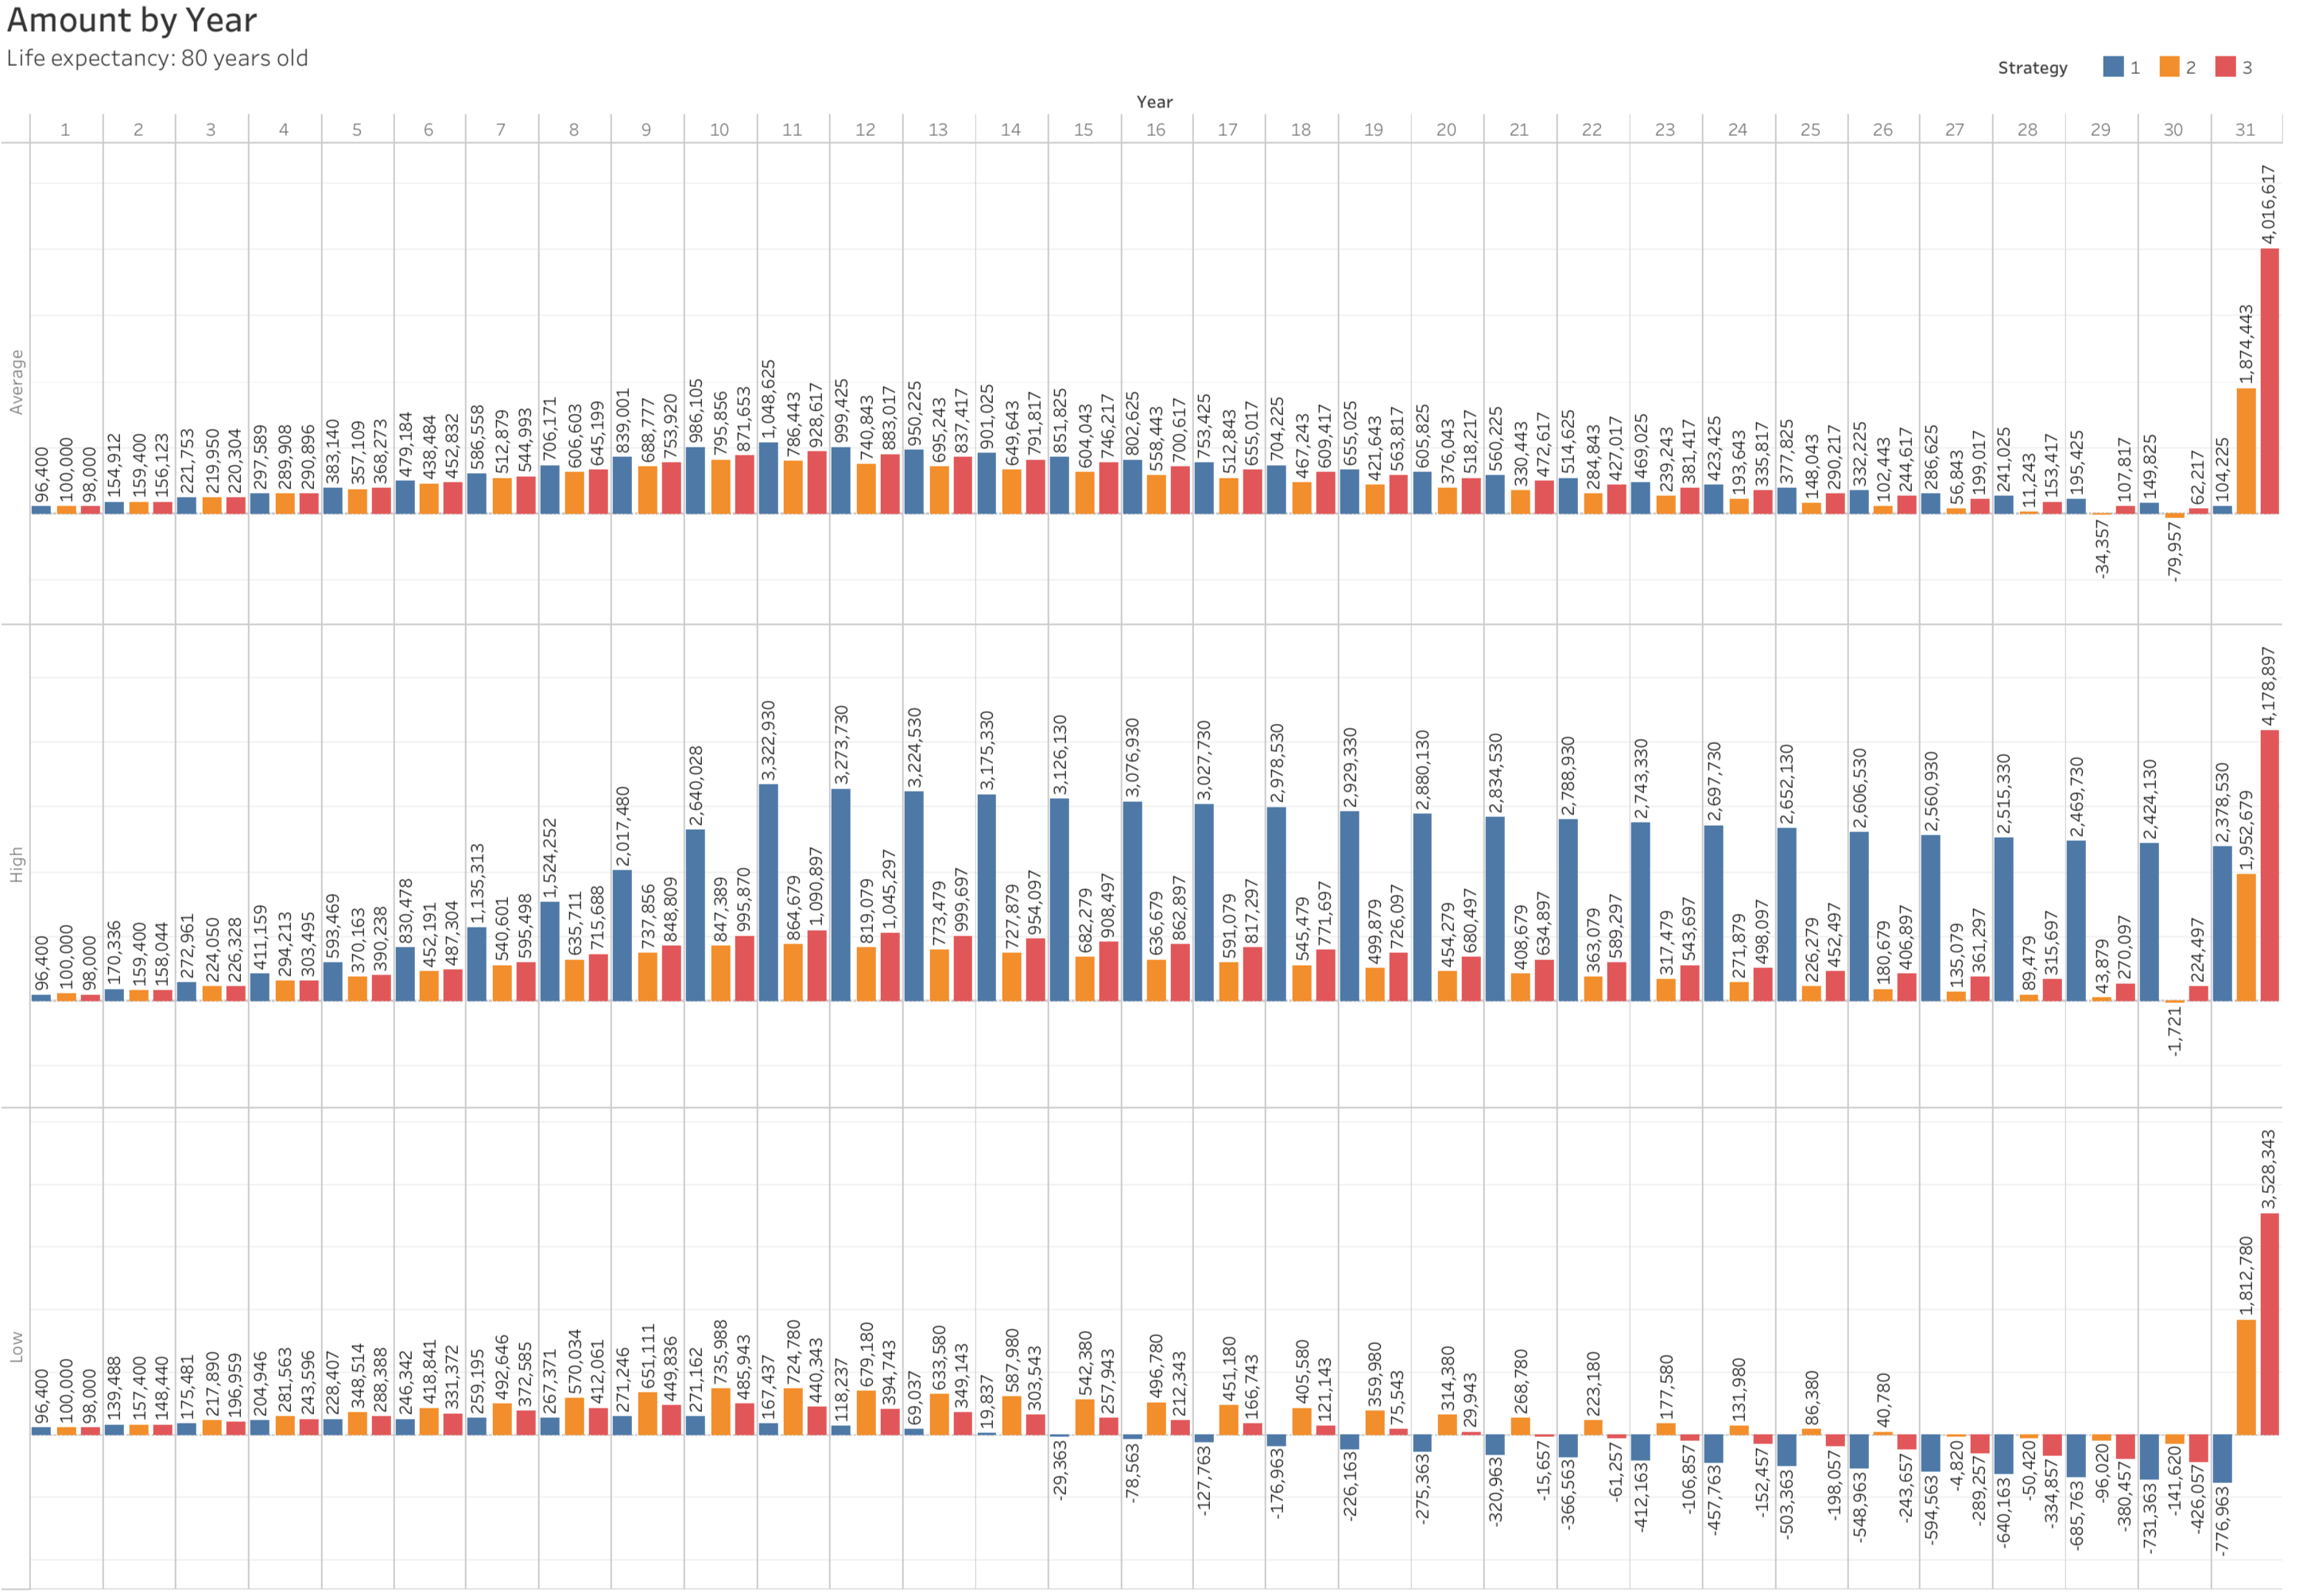 Amount by Year
Life expectancy: 80 years old
Strategy 1 2 3
Year
1 2 3 4 5 6 7 8 9 10 11 12 13 14 15 16 17 18 19 20 21 22 23 24 25 26 27 28 29 30 31
Average
96,400 100,000 98,000
154,912 159,400 156,123
221,753 219,950 220,304
297,589 289,908 290,896
383,140 357,109 368,273
479,184 438,484 452,832
586,558 512,879 544,993
706,171 606,603 645,199
839,001 688,777 753,920
986,105 795,856 871,653
1,048,625 786,443 928,617
999,425 740,843 883,017
950,225 695,243 837,417
901,025 649,643 791,817
851,825 604,043 746,217
802,625 558,443 700,617
753,425 512,843 655,017
704,225 467,243 609,417
655,025 421,643 563,817
605,825 376,043 518,217
560,225 330,443 472,617
514,625 284,843 427,017
469,025 239,243 381,417
423,425 193,643 335,817
377,825 148,043 290,217
332,225 102,443 244,617
286,625 56,843 199,017
241,025 11,243 153,417
195,425 -34,357 107,817
149,825 -79,957 62,217
104,225 1,874,443 4,016,617
High
96,400 100,000 98,000
170,336 159,400 158,044
272,961 224,050 226,328
411,159 294,213 303,495
593,469 370,163 390,238
830,478 452,191 487,304
1,135,313 540,601 595,498
1,524,252 635,711 715,688
2,017,480 737,856 848,809
2,640,028 847,389 995,870
3,322,930 864,679 1,090,897
3,273,730 819,079 1,045,297
3,224,530 773,479 999,697
3,175,330 727,879 954,097
3,126,130 682,279 908,497
3,076,930 636,679 862,897
3,027,730 591,079 817,297
2,978,530 545,479 771,697
2,929,330 499,879 726,097
2,880,130 454,279 680,497
2,834,530 408,679 634,897
2,788,930 363,079 589,297
2,743,330 317,479 543,697
2,697,730 271,879 498,097
2,652,130 226,279 452,497
2,606,530 180,679 406,897
2,560,930 135,079 361,297
2,515,330 89,479 315,697
2,469,730 43,879 270,097
2,424,130 -1,721 224,497
2,378,530 1,952,679 4,178,897
Low
96,400 100,000 98,000
139,488 157,400 148,440
175,481 217,890 196,959
204,946 281,563 243,596
228,407 348,514 288,388
246,342 418,841 331,372
259,195 492,646 372,585
267,371 570,034 412,061
271,246 651,111 449,836
271,162 735,988 485,943
167,437 724,780 440,343
118,237 679,180 394,743
69,037 633,580 349,143
19,837 587,980 303,543
-29,363 542,380 257,943
-78,563 496,780 212,343
-127,763 451,180 166,743
-176,963 405,580 121,143
-226,163 359,980 75,543
-275,363 314,380 29,943
-320,963 268,780 -15,657
-366,563 223,180 -61,257
-412,163 177,580 -106,857
-457,763 131,980 -152,457
-503,363 86,380 -198,057
-548,963 40,780 -243,657
-594,563 -4,820 -289,257
-640,163 -50,420 -334,857
-685,763 -96,020 -380,457
-731,363 -141,620 -426,057
-776,963 1,812,780 3,528,343